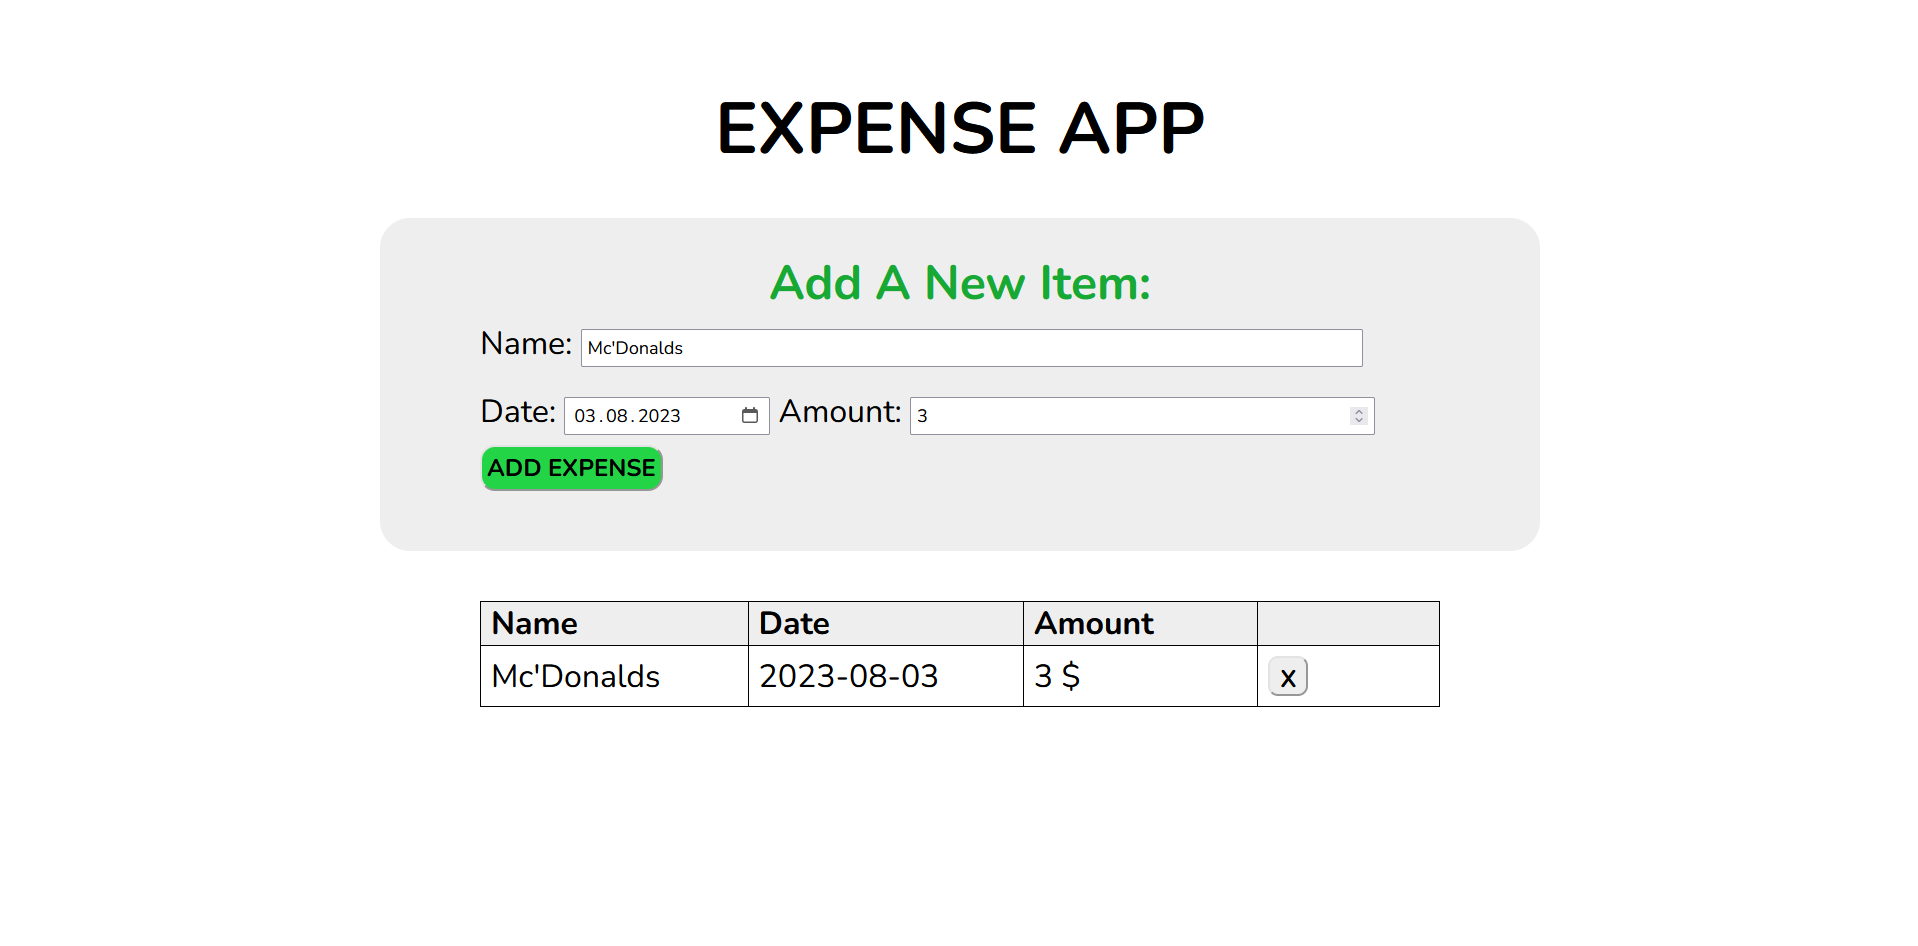 EXPENSE APP
Add A New Item:
Name: Mc'Donalds
Date: 03.08.2023 Amount: 3
ADD EXPENSE
Name Date Amount
Mc'Donalds 2023-08-03 3 $ x